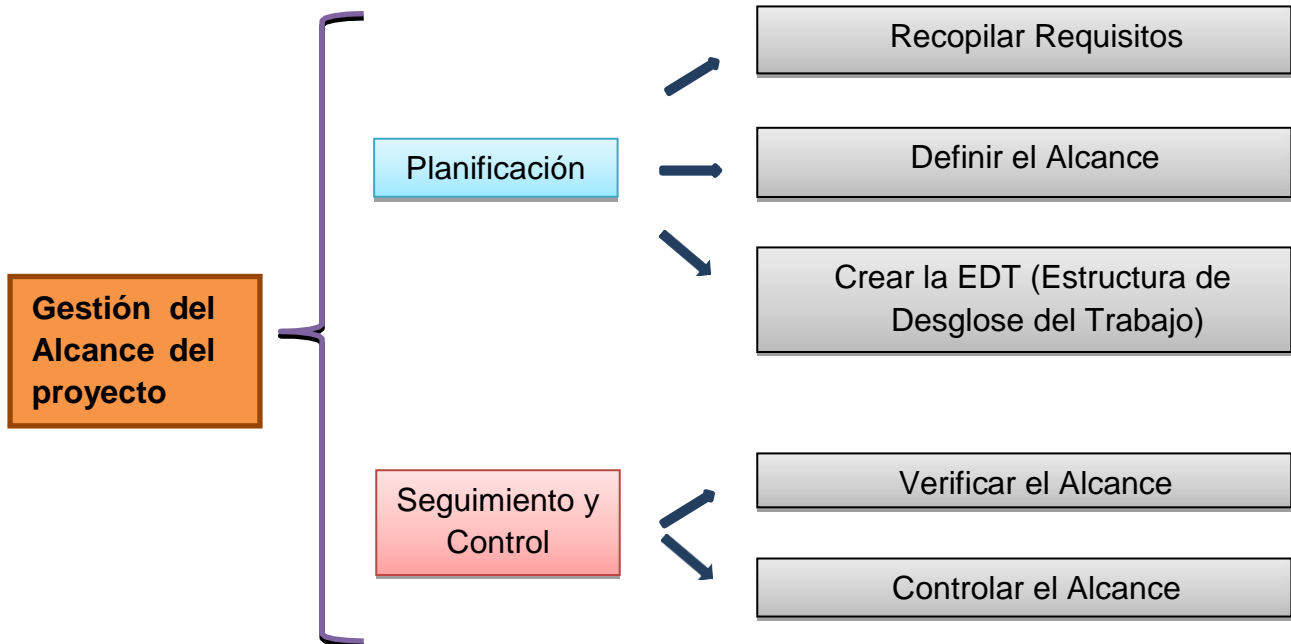 Gestión del
Alcance del
proyecto
Planificación
Recopilar Requisitos
Definir el Alcance
Crear la EDT (Estructura de
Desglose del Trabajo)
Seguimiento y
Control
Verificar el Alcance
Controlar el Alcance